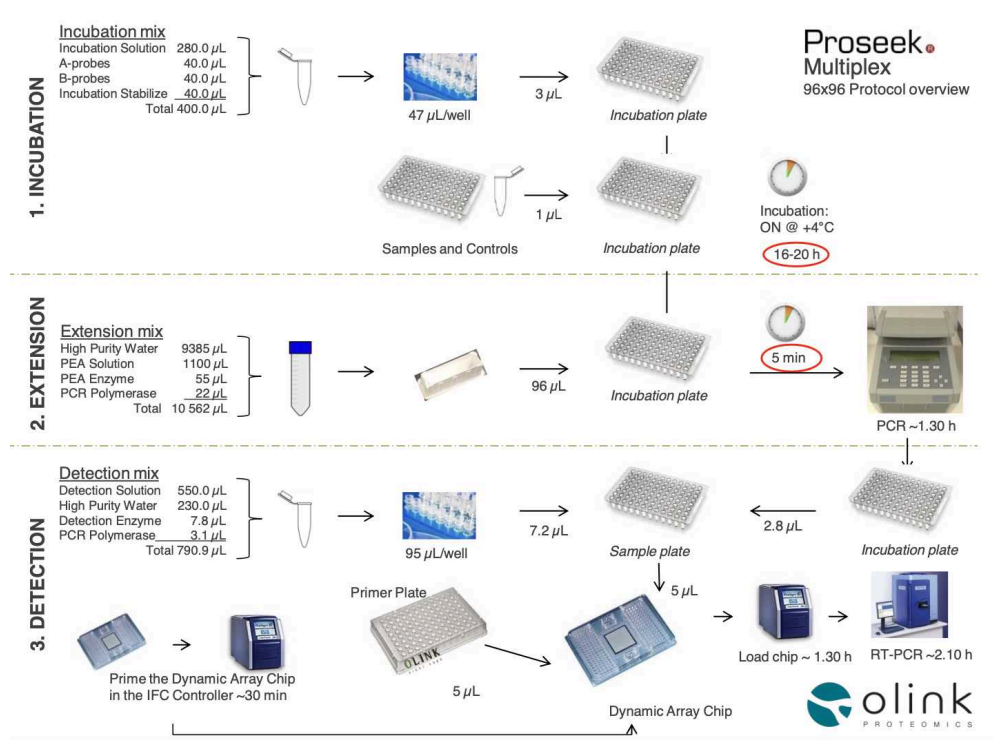 Proseek®
Multiplex
96x96 Protocol overview
1. INCUBATION
Incubation mix
Incubation Solution 280.0 µL
A-probes 40.0 µL
B-probes 40.0 µL
Incubation Stabilize 40.0 µL
Total 400.0 µL
47 µL/well
3 µL
Incubation plate
Samples and Controls
1 µL
Incubation plate
Incubation:
ON @ +4°C
16-20 h
2. EXTENSION
Extension mix
High Purity Water 9385 µL
PEA Solution 1100 µL
PEA Enzyme 55 µL
PCR Polymerase 22 µL
Total 10 562 µL
96 µL
Incubation plate
5 min
PCR ~1.30 h
3. DETECTION
Detection mix
Detection Solution 550.0 µL
High Purity Water 230.0 µL
Detection Enzyme 7.8 µL
PCR Polymerase 3.1 µL
Total 790.9 µL
95 µL/well
7.2 µL
Sample plate
2.8 µL
Incubation plate
5 µL
Primer Plate
OLINK
5 µL
Prime the Dynamic Array Chip
in the IFC Controller ~30 min
Dynamic Array Chip
Load chip ~ 1.30 h
RT-PCR ~2.10 h
olink
PROTEOMICS